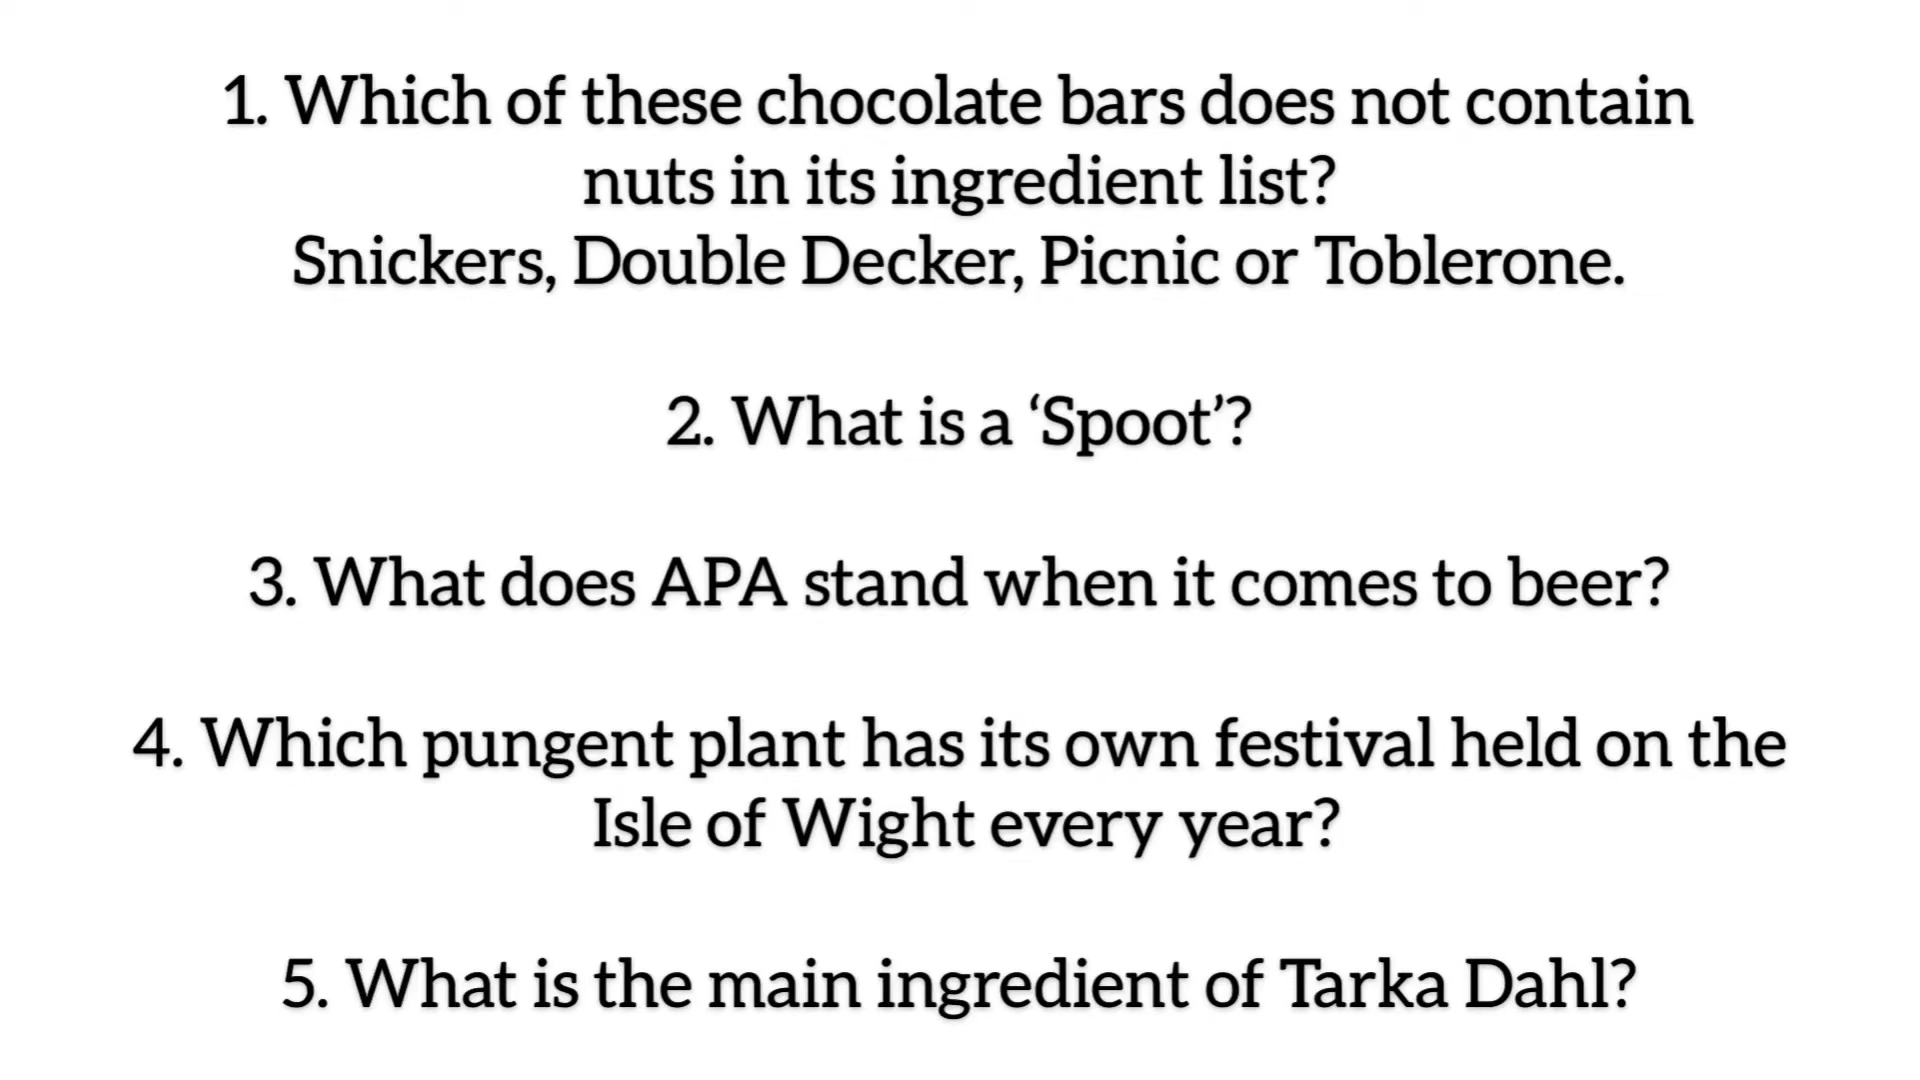 1. Which of these chocolate bars does not contain
nuts in its ingredient list?
Snickers, Double Decker, Picnic or Toblerone.
2. What is a ‘Spoot’?
3. What does APA stand when it comes to beer?
4. Which pungent plant has its own festival held on the
Isle of Wight every year?
5. What is the main ingredient of Tarka Dahl?